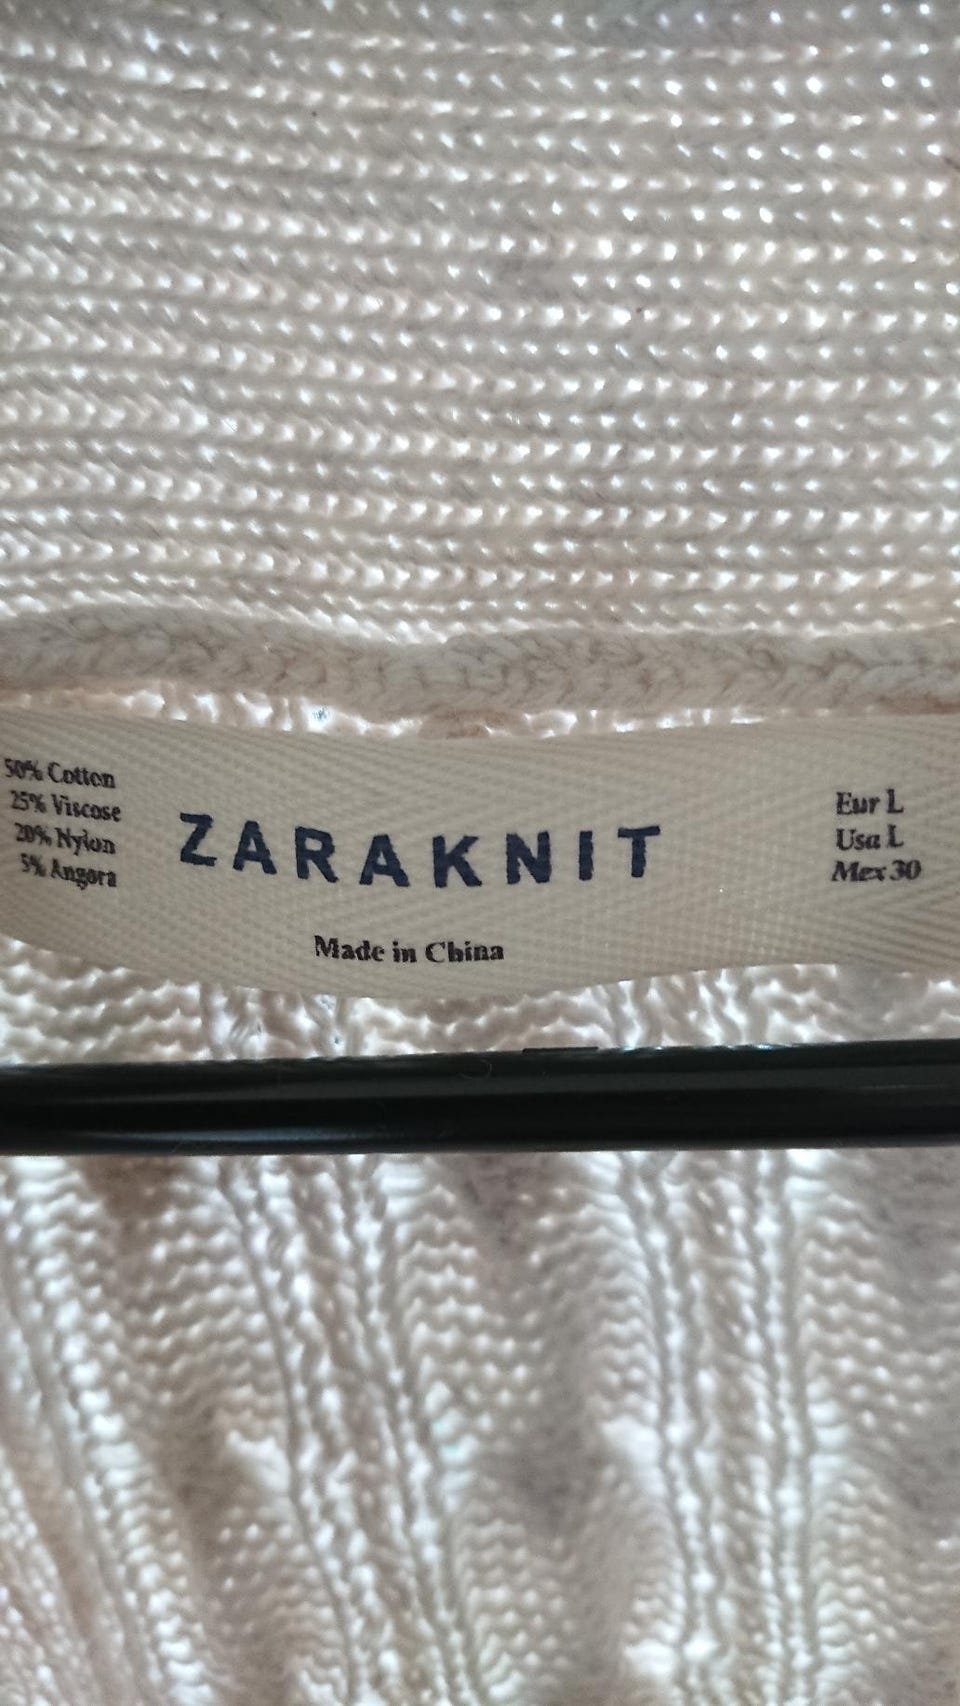 50% Cotton
25% Viscose
20% Nylon
5% Angora
ZARAKNIT
Made in China
Eur L
Usa L
Mex 30